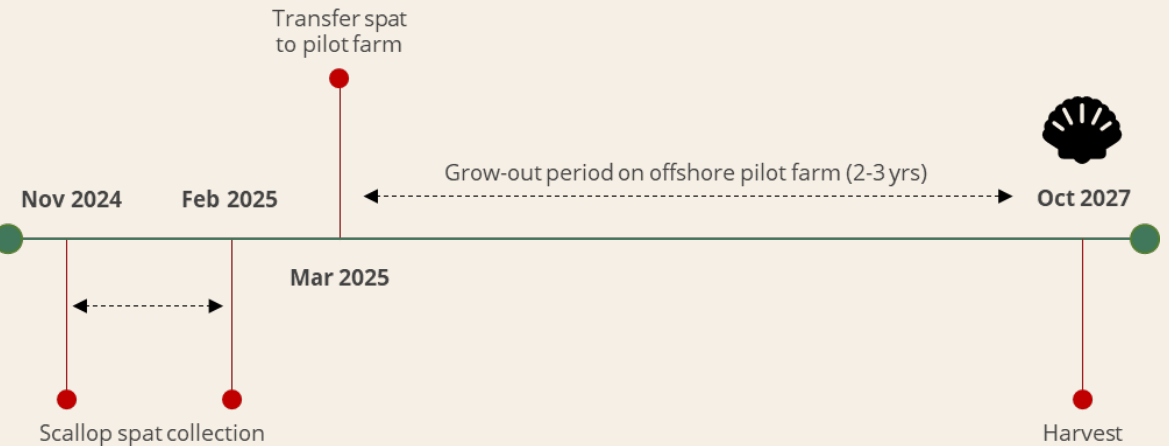 Transfer spat
to pilot farm
Grow-out period on offshore pilot farm (2-3 yrs)
Nov 2024
Feb 2025
Oct 2027
Mar 2025
Scallop spat collection
Harvest